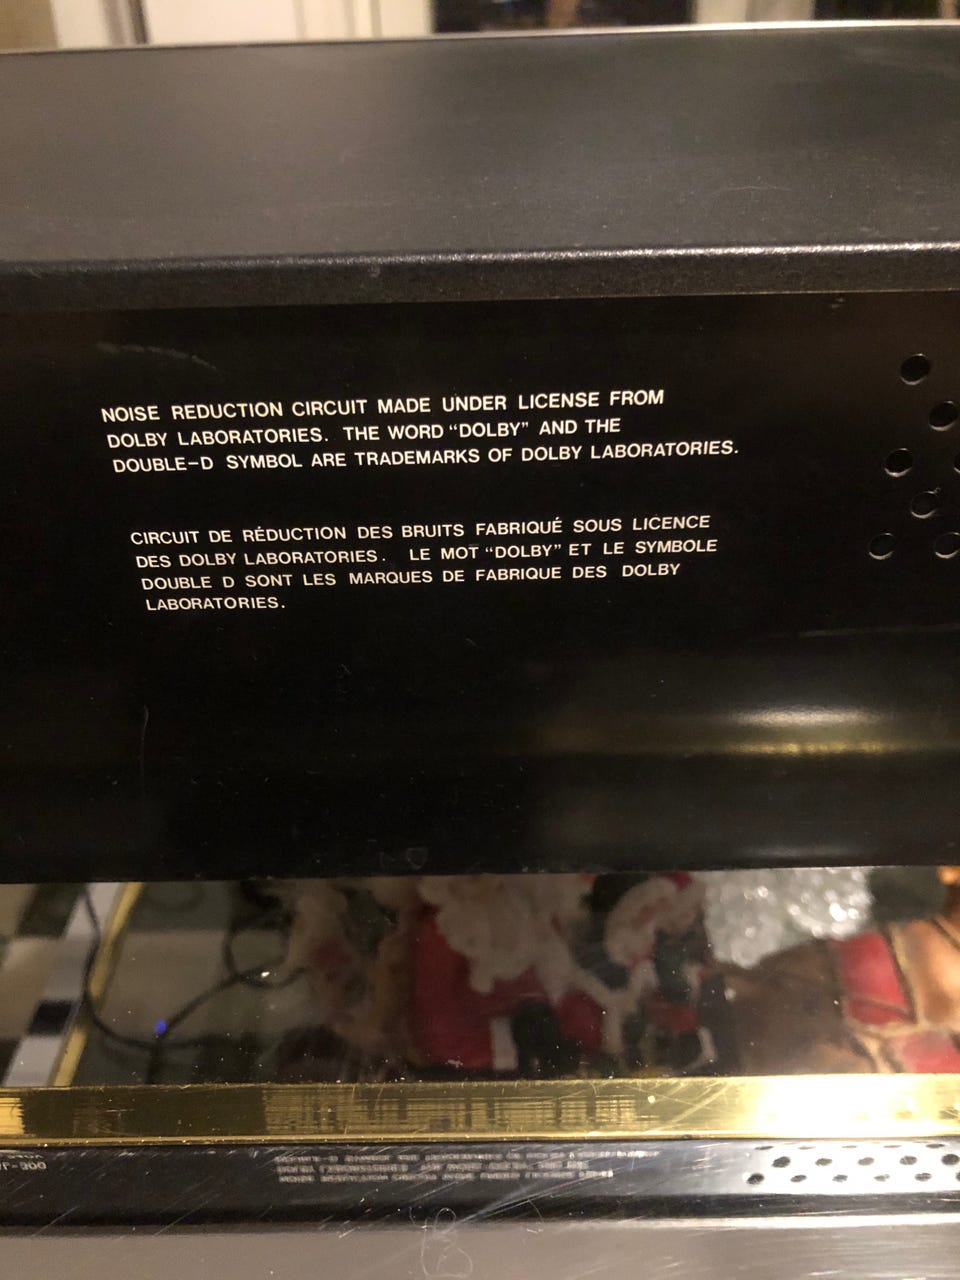 NOISE REDUCTION CIRCUIT MADE UNDER LICENSE FROM
DOLBY LABORATORIES. THE WORD “DOLBY” AND THE
DOUBLE-D SYMBOL ARE TRADEMARKS OF DOLBY LABORATORIES.
CIRCUIT DE RÉDUCTION DES BRUITS FABRIQUÉ SOUS LICENCE
DES DOLBY LABORATORIES. LE MOT “DOLBY” ET LE SYMBOLE
DOUBLE D SONT LES MARQUES DE FABRIQUE DES DOLBY
LABORATORIES.